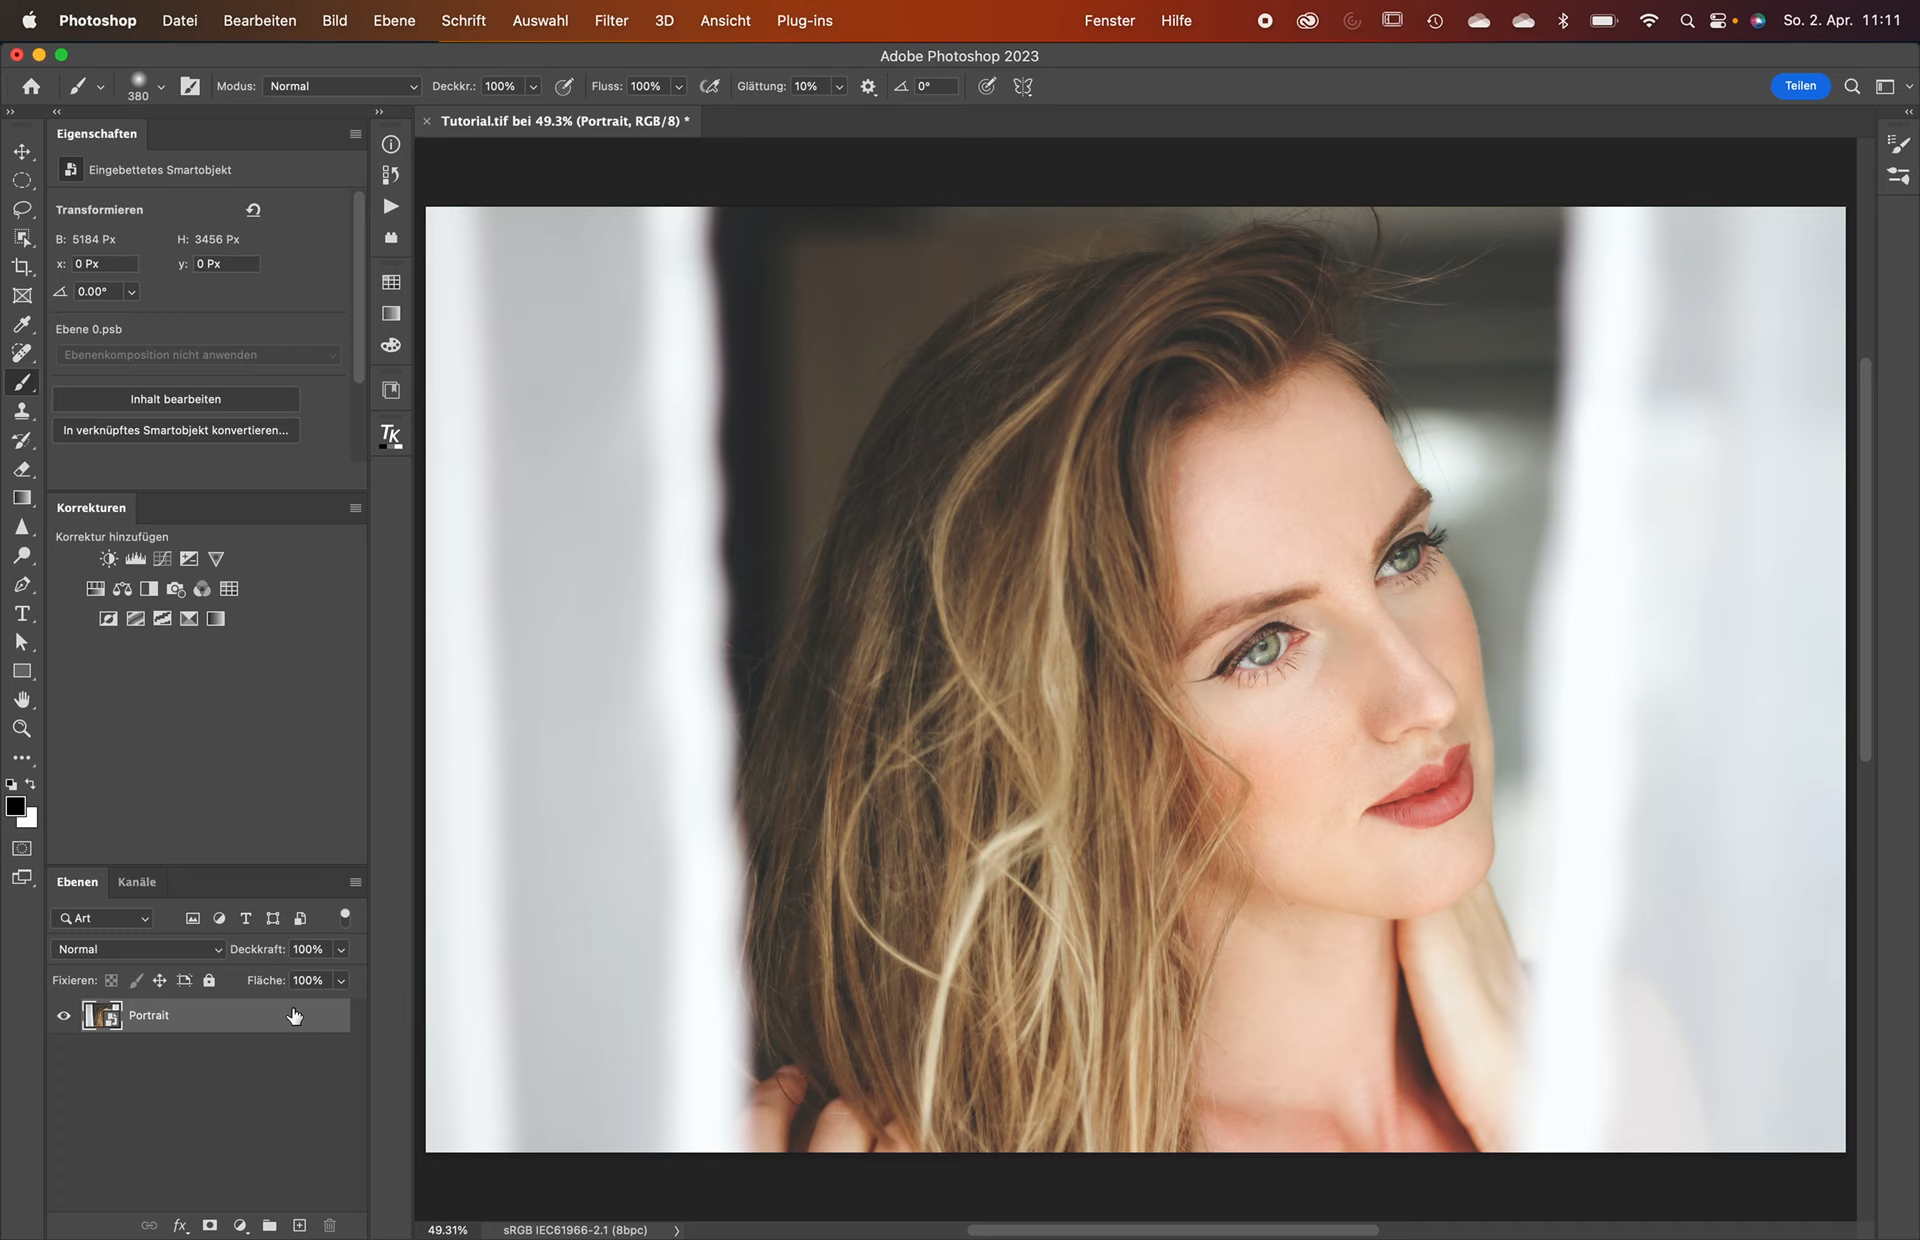 Photoshop Datei Bearbeiten Bild Ebene Schrift Auswahl Filter 3D Ansicht Plug-ins Fenster Hilfe So. 2. Apr. 11:11
Adobe Photoshop 2023
380 Modus: Normal Deckkr.: 100% Fluss: 100% Glättung: 10% 0° Teilen
Eigenschaften
Tutorial.tif bei 49.3% (Portrait, RGB/8) *
Eingebettetes Smartobjekt
Transformieren
B: 5184 Px H: 3456 Px
x: 0 Px y: 0 Px
0.00°
Ebene 0.psb
Ebenenkomposition nicht anwenden
Inhalt bearbeiten
In verknüpftes Smartobjekt konvertieren...
TK
Korrekturen
Korrektur hinzufügen
Ebenen Kanäle
Art
Normal Deckkraft: 100%
Fixieren: Fläche: 100%
Portrait
fx
49.31% sRGB IEC61966-2.1 (8bpc)